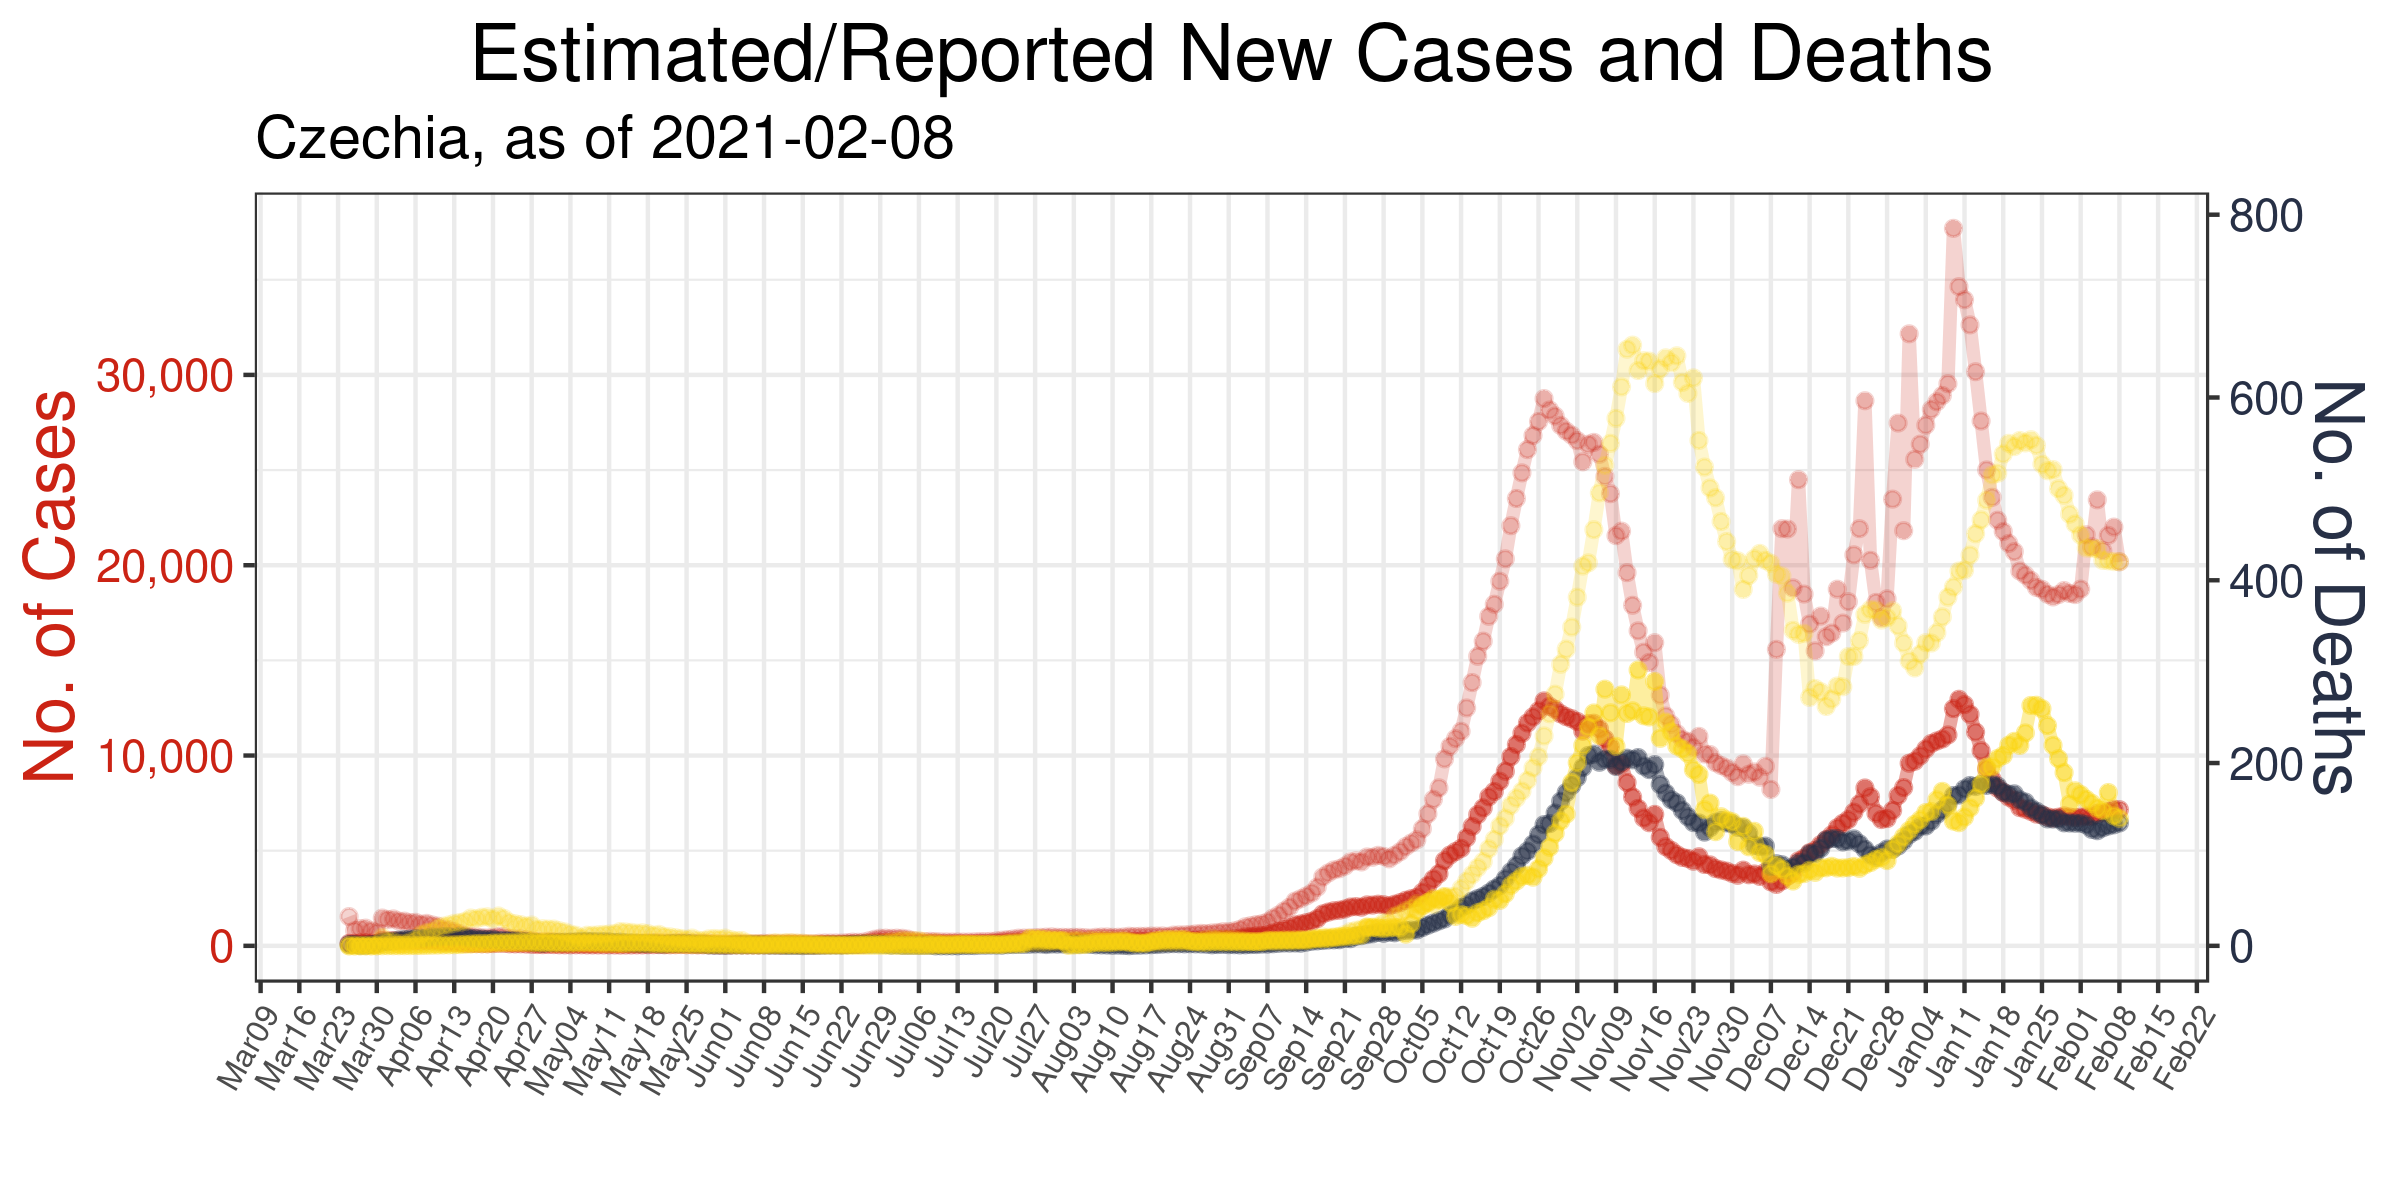 Estimated/Reported New Cases and Deaths
Czechia, as of 2021-02-08
No. of Cases
30,000
20,000
10,000
0
800
600
400
200
0
No. of Deaths
Mar09 Mar16 Mar23 Mar30 Apr06 Apr13 Apr20 Apr27 May04 May11 May18 May25 Jun01 Jun08 Jun15 Jun22 Jun29 Jul06 Jul13 Jul20 Jul27 Aug03 Aug10 Aug17 Aug24 Aug31 Sep07 Sep14 Sep21 Sep28 Oct05 Oct12 Oct19 Oct26 Nov02 Nov09 Nov16 Nov23 Nov30 Dec07 Dec14 Dec21 Dec28 Jan04 Jan11 Jan18 Jan25 Feb01 Feb08 Feb15 Feb22